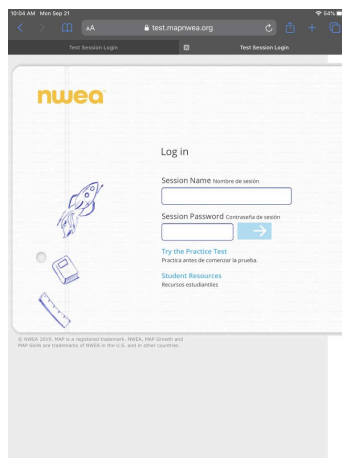 10:04 AM Mon Sep 21
54%
AA
test.mapnwea.org
Test Session Login
Test Session Login
nwea
Log in
Session Name Nombre de sesión
Session Password Contraseña de sesión
Try the Practice Test
Practica antes de comenzar la prueba.
Student Resources
Recursos estudiantiles
© NWEA 2019. MAP is a registered trademark. NWEA, MAP Growth and
MAP Skills are trademarks of NWEA in the U.S. and in other countries.